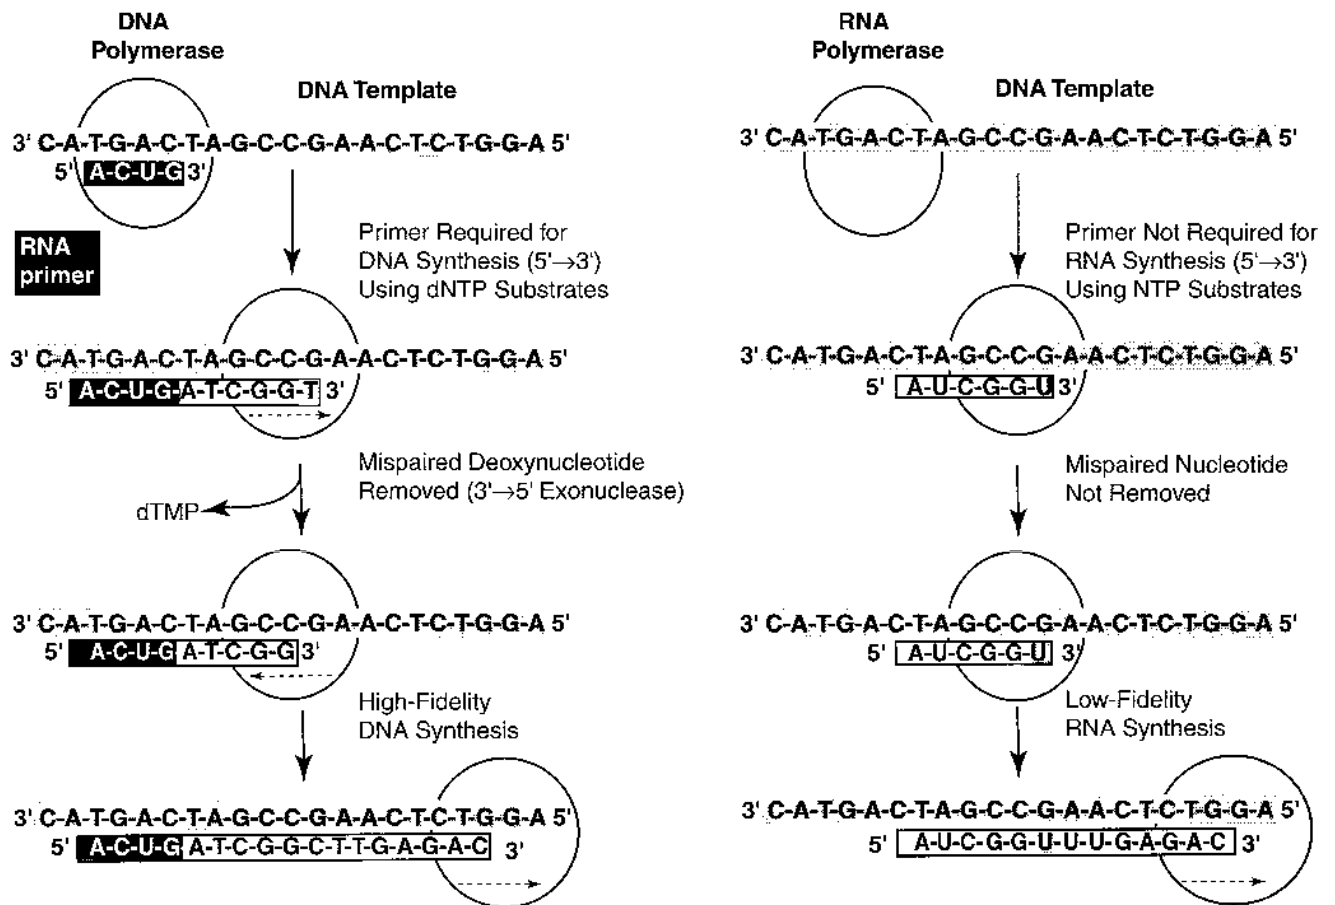 DNA
Polymerase
DNA Template
3' C-A-T-G-A-C-T-A-G-C-C-G-A-A-C-T-C-T-G-G-A 5'
5' A-C-U-G 3'
RNA
primer
Primer Required for
DNA Synthesis (5'→3')
Using dNTP Substrates
3' C-A-T-G-A-C-T-A-G-C-C-G-A-A-C-T-C-T-G-G-A 5'
5' A-C-U-G-A-T-C-G-G-T 3'
Mispaired Deoxynucleotide
Removed (3'→5' Exonuclease)
dTMP
3' C-A-T-G-A-C-T-A-G-C-C-G-A-A-C-T-C-T-G-G-A 5'
5' A-C-U-G-A-T-C-G-G 3'
High-Fidelity
DNA Synthesis
3' C-A-T-G-A-C-T-A-G-C-C-G-A-A-C-T-C-T-G-G-A 5'
5' A-C-U-G-A-T-C-G-G-C-T-T-G-A-G-A-C 3'
RNA
Polymerase
DNA Template
3' C-A-T-G-A-C-T-A-G-C-C-G-A-A-C-T-C-T-G-G-A 5'
Primer Not Required for
RNA Synthesis (5'→3')
Using NTP Substrates
3' C-A-T-G-A-C-T-A-G-C-C-G-A-A-C-T-C-T-G-G-A 5'
5' A-U-C-G-G-U 3'
Mispaired Nucleotide
Not Removed
3' C-A-T-G-A-C-T-A-G-C-C-G-A-A-C-T-C-T-G-G-A 5'
5' A-U-C-G-G-U 3'
Low-Fidelity
RNA Synthesis
3' C-A-T-G-A-C-T-A-G-C-C-G-A-A-C-T-C-T-G-G-A 5'
5' A-U-C-G-G-U-U-U-G-A-G-A-C 3'